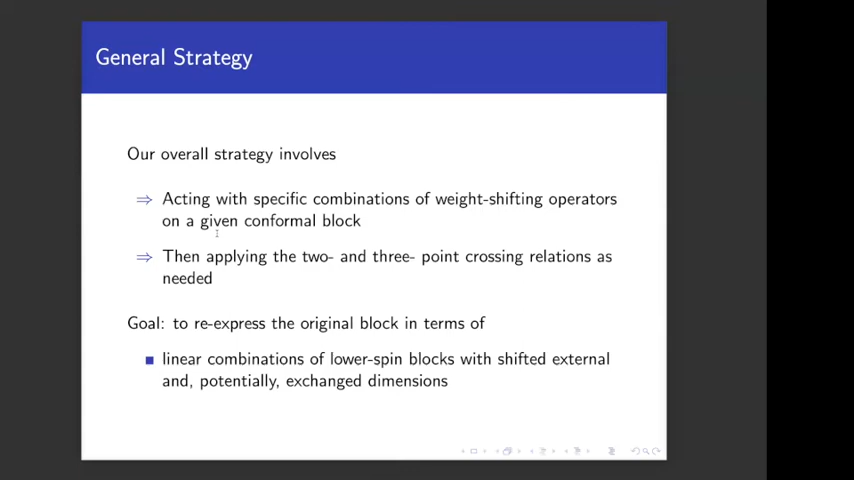 General Strategy
Our overall strategy involves
⇒ Acting with specific combinations of weight-shifting operators
on a given conformal block
⇒ Then applying the two- and three- point crossing relations as
needed
Goal: to re-express the original block in terms of
■ linear combinations of lower-spin blocks with shifted external
and, potentially, exchanged dimensions